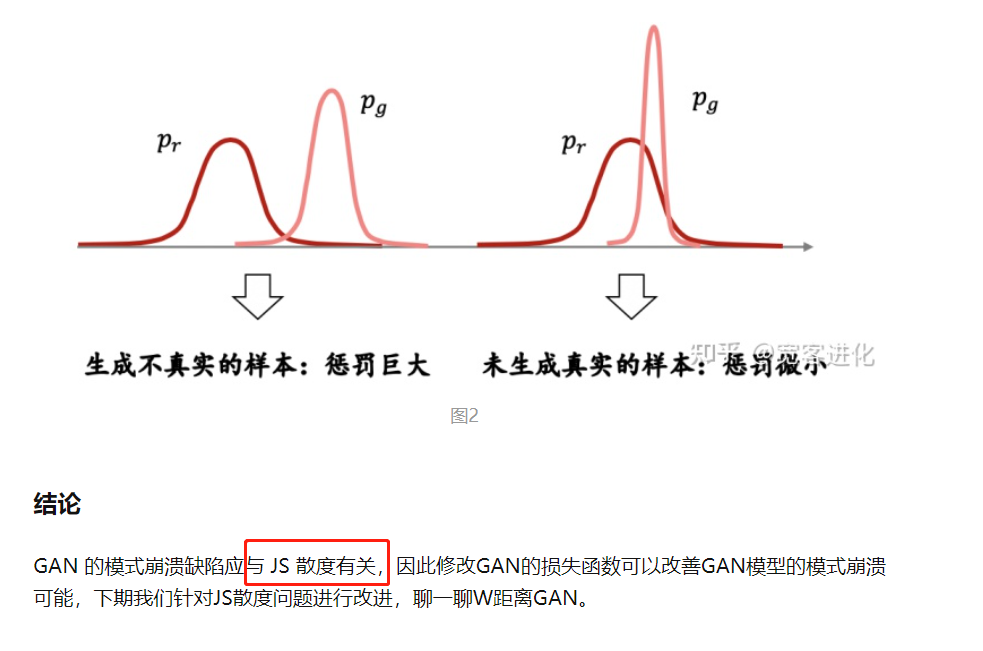 p_r p_g p_r p_g
生成不真实的样本：惩罚巨大 未生成真实的样本：惩罚微小
知乎 @宽客进化
图2
结论
GAN 的模式崩溃缺陷应与 JS 散度有关，因此修改GAN的损失函数可以改善GAN模型的模式崩溃
可能，下期我们针对JS散度问题进行改进，聊一聊W距离GAN。